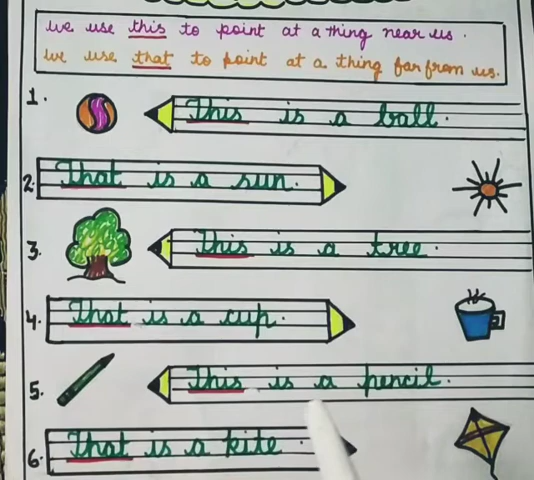 we use this to point at a thing near us.
we use that to point at a thing far from us.
1. This is a ball.
2. That is a sun.
3. This is a tree.
4. That is a cup.
5. This is a pencil.
6. That is a kite.